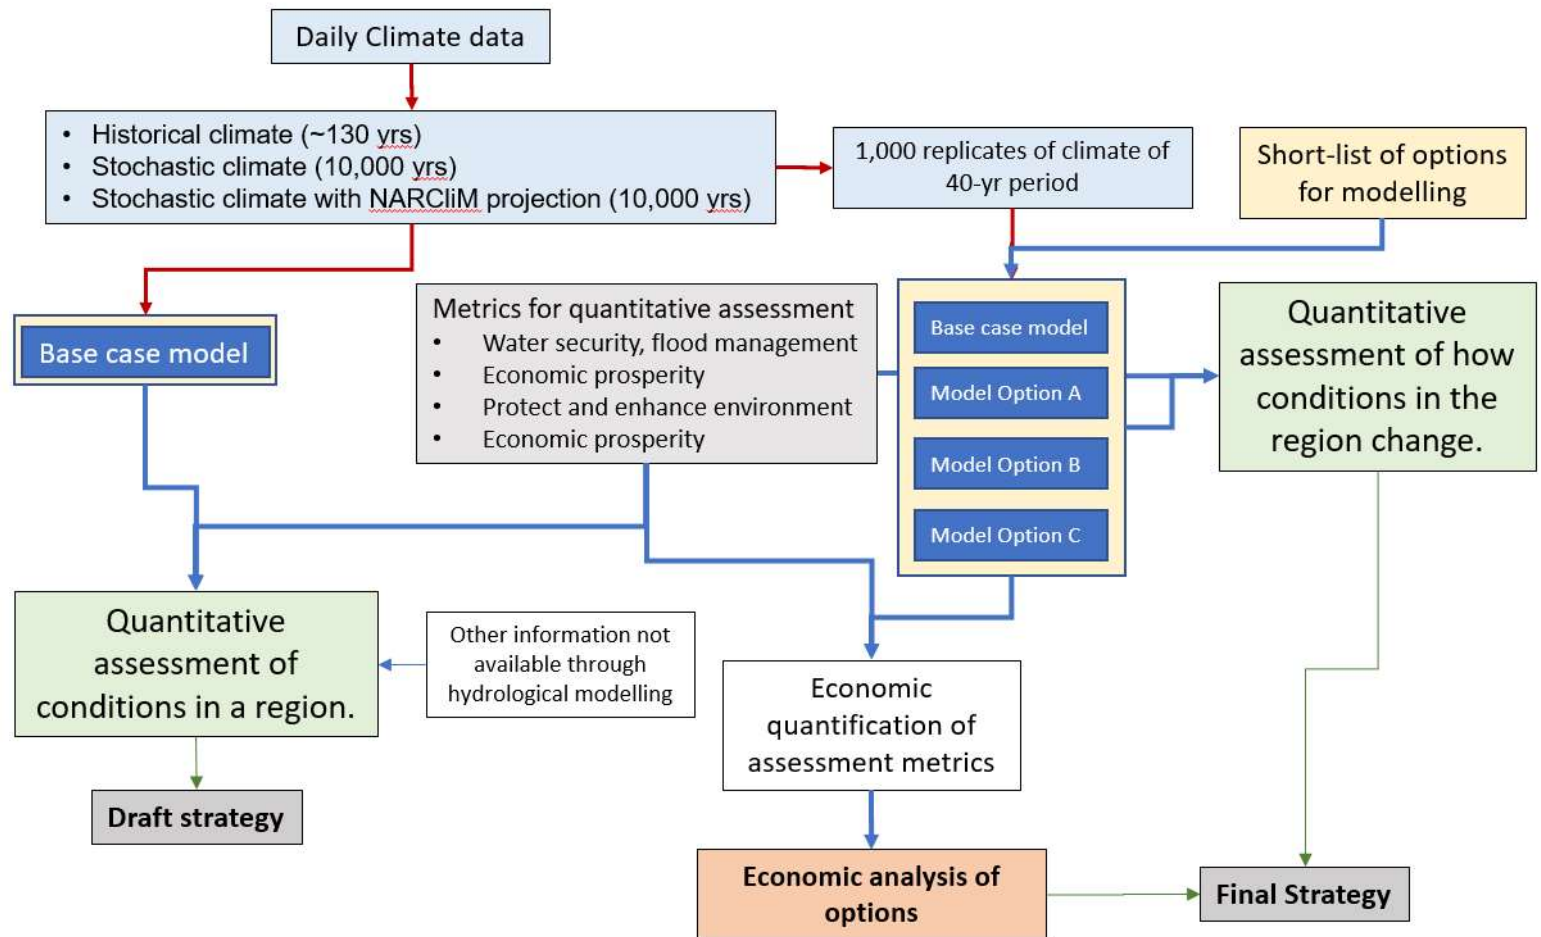 Daily Climate data
• Historical climate (~130 yrs)
• Stochastic climate (10,000 yrs)
• Stochastic climate with NARCliM projection (10,000 yrs)
1,000 replicates of climate of
40-yr period
Short-list of options
for modelling
Base case model
Metrics for quantitative assessment
• Water security, flood management
• Economic prosperity
• Protect and enhance environment
• Economic prosperity
Base case model
Model Option A
Model Option B
Model Option C
Quantitative
assessment of how
conditions in the
region change.
Quantitative
assessment of
conditions in a region.
Other information not
available through
hydrological modelling
Economic
quantification of
assessment metrics
Draft strategy
Economic analysis of
options
Final Strategy